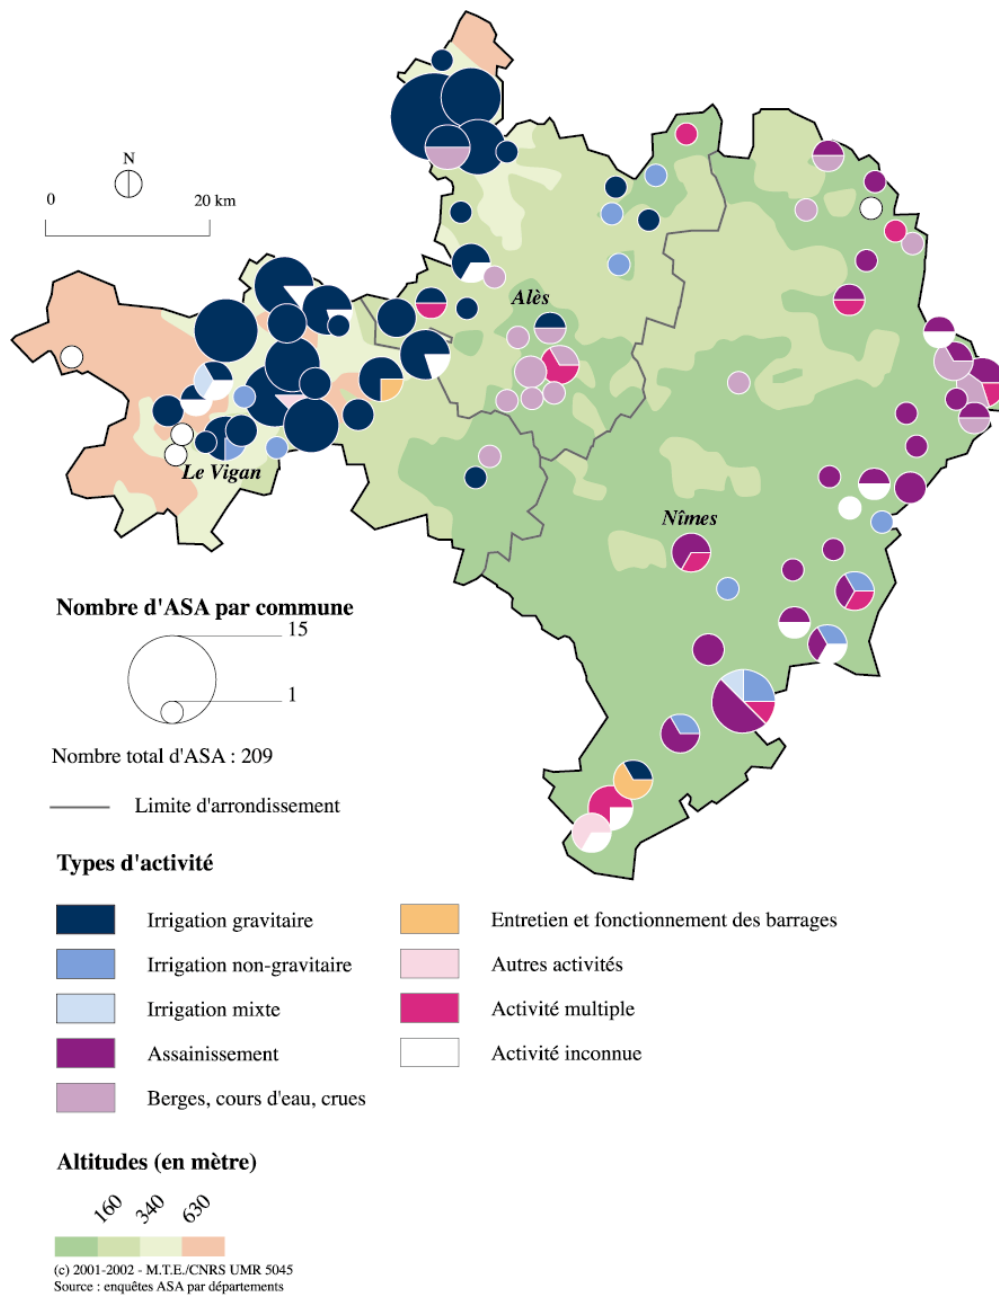 N
0 20 km
Alès
Le Vigan
Nîmes
Nombre d'ASA par commune
15
1
Nombre total d'ASA : 209
Limite d'arrondissement
Types d'activité
Irrigation gravitaire
Irrigation non-gravitaire
Irrigation mixte
Assainissement
Berges, cours d'eau, crues
Entretien et fonctionnement des barrages
Autres activités
Activité multiple
Activité inconnue
Altitudes (en mètre)
160 340 630
(c) 2001-2002 - M.T.E./CNRS UMR 5045
Source : enquêtes ASA par départements